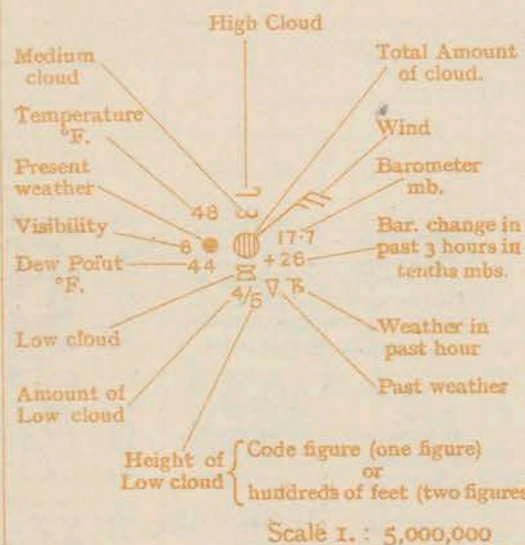 High Cloud
Medium
cloud
Total Amount
of cloud.
Temperature
°F.
Wind
Present
weather
Barometer
mb.
48
Visibility
6
17.7
Bar. change in
past 3 hours in
tenths mbs.
Dew Point
°F.
44
+26
4/5
Low cloud
Weather in
past hour
Amount of
Low cloud
Past weather
Height of
Low cloud
Code figure (one figure)
or
hundreds of feet (two figures
Scale 1. : 5,000,000